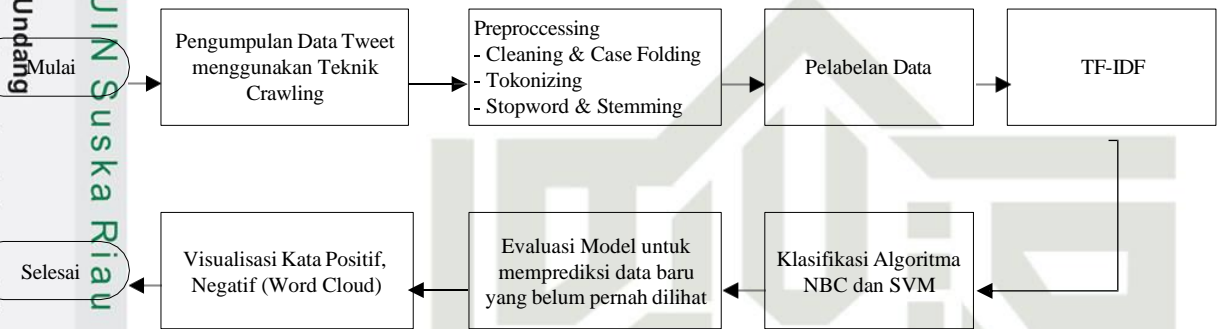 UIN Suska Riau
Undang
Mulai
Pengumpulan Data Tweet
menggunakan Teknik
Crawling
Preproccessing
- Cleaning & Case Folding
- Tokonizing
- Stopword & Stemming
Pelabelan Data
TF-IDF
Klasifikasi Algoritma
NBC dan SVM
Evaluasi Model untuk
memprediksi data baru
yang belum pernah dilihat
Visualisasi Kata Positif,
Negatif (Word Cloud)
Selesai